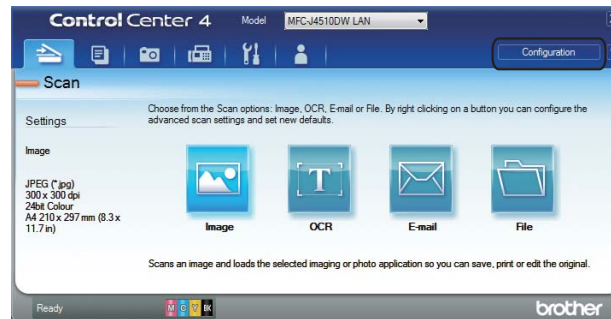 Control Center 4 Model MFC-J4510DW LAN
Configuration
Scan
Choose from the Scan options: Image, OCR, E-mail or File. By right clicking on a button you can configure the
advanced scan settings and set new defaults.
Settings
Image
JPEG (*.jpg)
300 x 300 dpi
24bit Colour
A4 210 x 297 mm (8.3 x
11.7 in)
T
Image OCR E-mail File
Scans an image and loads the selected imaging or photo application so you can save, print or edit the original.
Ready M C Y BK brother